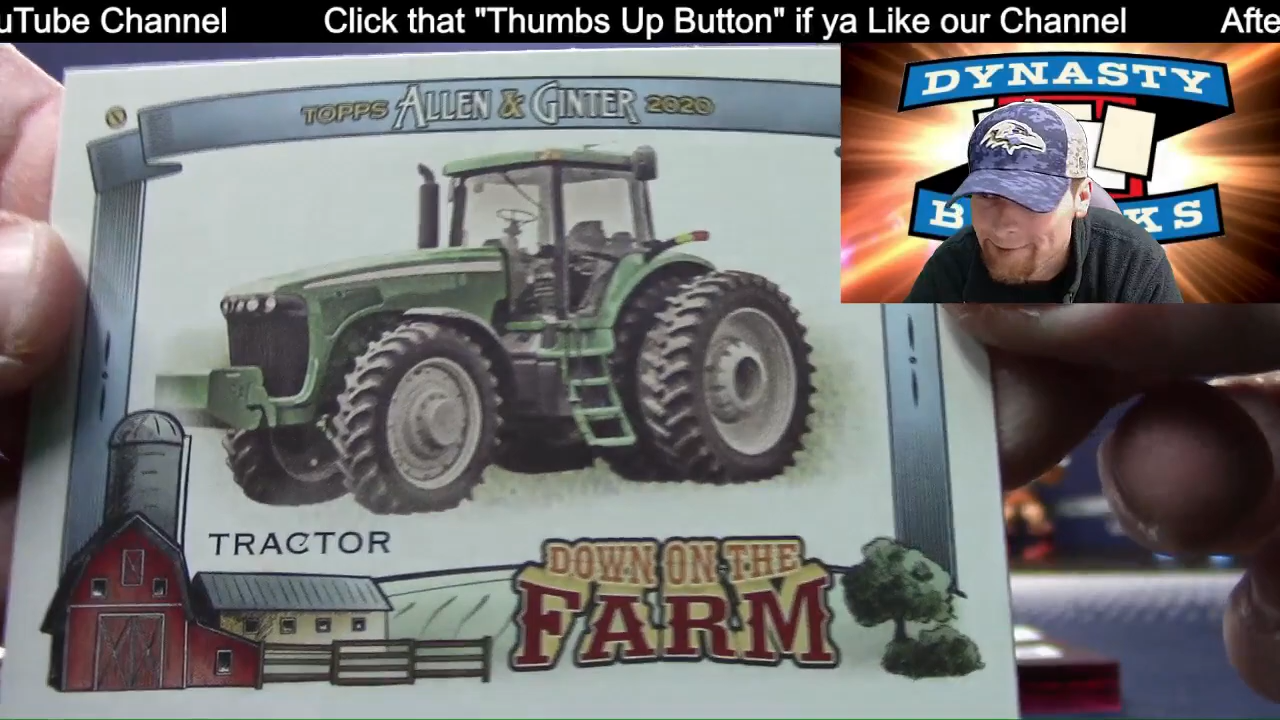 uTube Channel Click that "Thumbs Up Button" if ya Like our Channel Afte
TOPPS ALLEN & GINTER 2020
DYNASTY
TRACTOR
DOWN ON THE
FARM